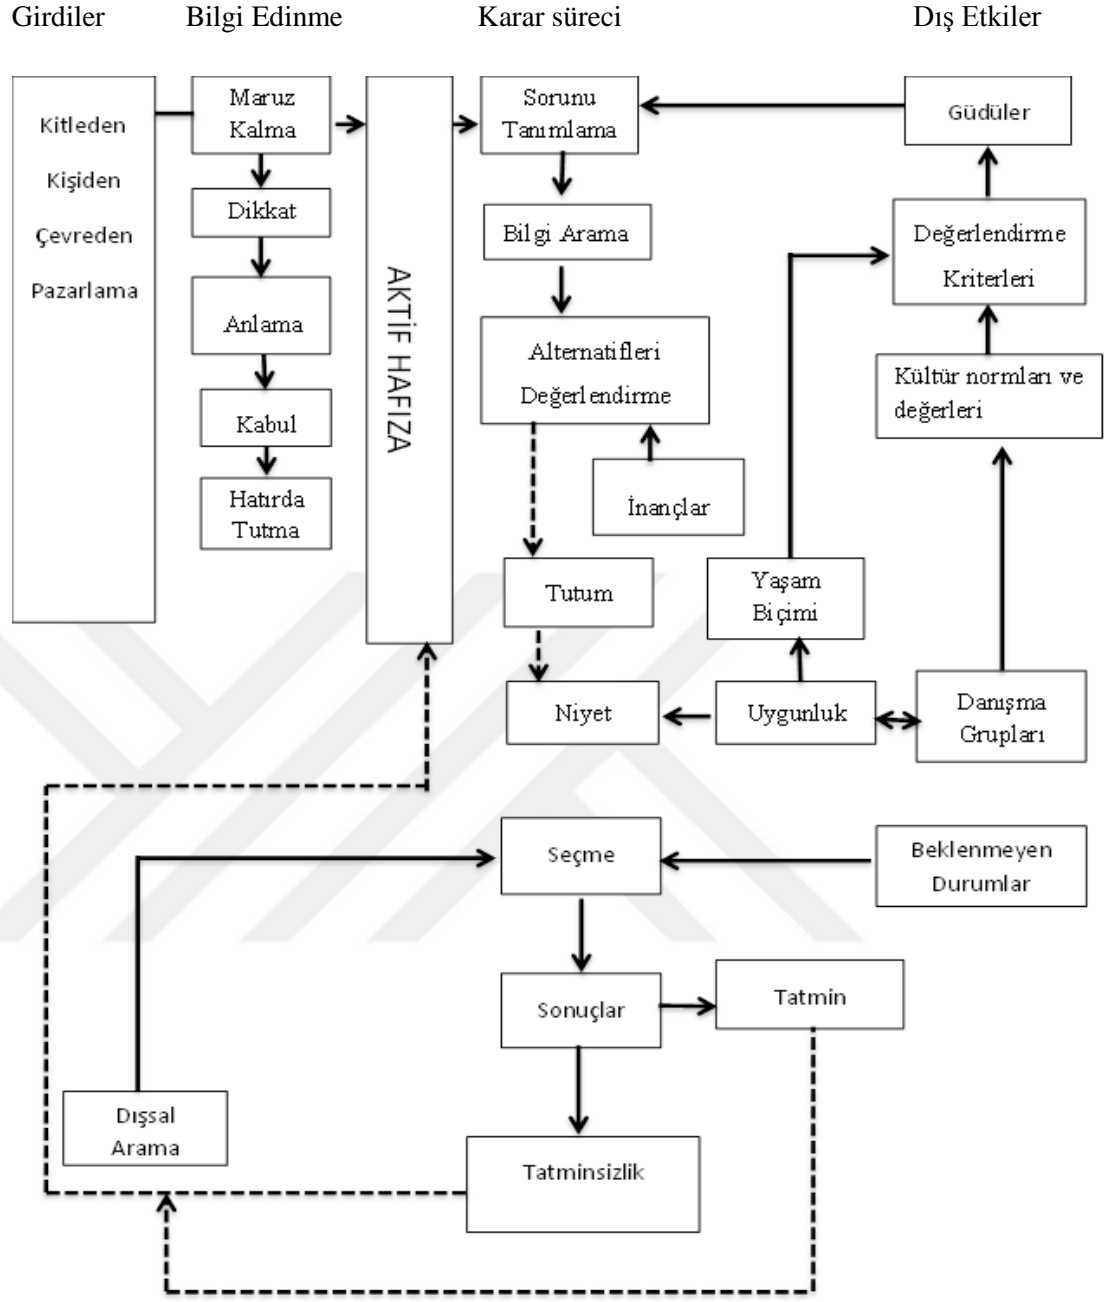 Girdiler
Bilgi Edinme
Karar süreci
Dış Etkiler
Kitleden
Kişiden
Çevreden
Pazarlama
Maruz
Kalma
Dikkat
Anlama
Kabul
Hatırda
Tutma
AKTİF HAFIZA
Sorunu
Tanımlama
Bilgi Arama
Alternatifleri
Değerlendirme
İnançlar
Tutum
Niyet
Güdüler
Değerlendirme
Kriterleri
Kültür normları ve
değerleri
Yaşam
Biçimi
Uygunluk
Danışma
Grupları
Seçme
Beklenmeyen
Durumlar
Sonuçlar
Tatmin
Dışsal
Arama
Tatminsizlik